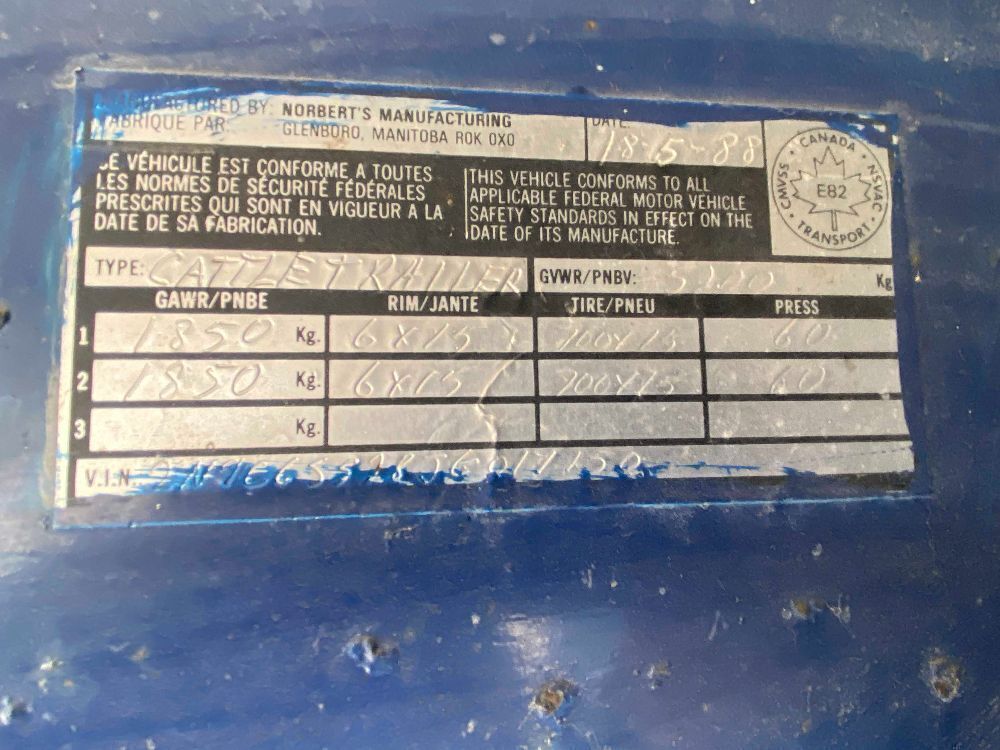 MANUFACTURED BY: NORBERT'S MANUFACTURING
FABRIQUE PAR: GLENBORO, MANITOBA R0K 0X0
DATE:
18-5-88
CANADA
CMVSS
NSVAC
E82
TRANSPORT
CE VÉHICULE EST CONFORME A TOUTES
LES NORMES DE SÉCURITÉ FÉDÉRALES
PRESCRITES QUI SONT EN VIGUEUR A LA
DATE DE SA FABRICATION.
THIS VEHICLE CONFORMS TO ALL
APPLICABLE FEDERAL MOTOR VEHICLE
SAFETY STANDARDS IN EFFECT ON THE
DATE OF ITS MANUFACTURE.
TYPE: CATTLE TRAILER GVWR/PNBV: Kg
GAWR/PNBE RIM/JANTE TIRE/PNEU PRESS
1 1850 Kg. 6X15 700X15 60
2 1850 Kg. 6X15 700X15 60
3 Kg.
V.I.N.